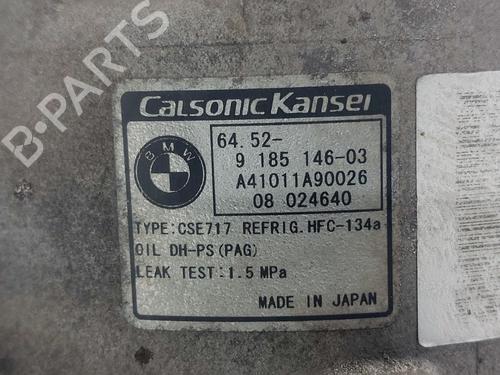 CalsonicKansei
BMW
64.52-
9 185 146-03
A41011A90026
08 024640
TYPE:CSE717 REFRIG.HFC-134a
OIL DH-PS(PAG)
LEAK TEST:1.5 MPa
MADE IN JAPAN
B-PARTS